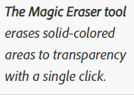 The Magic Eraser tool
erases solid-colored
areas to transparency
with a single click.